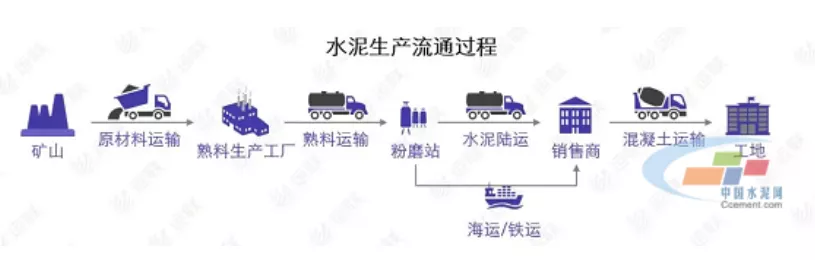 水泥生产流通过程
矿山
原材料运输
熟料生产工厂
熟料运输
粉磨站
水泥陆运
销售商
混凝土运输
工地
海运/铁运
中国水泥网
Ccement.com